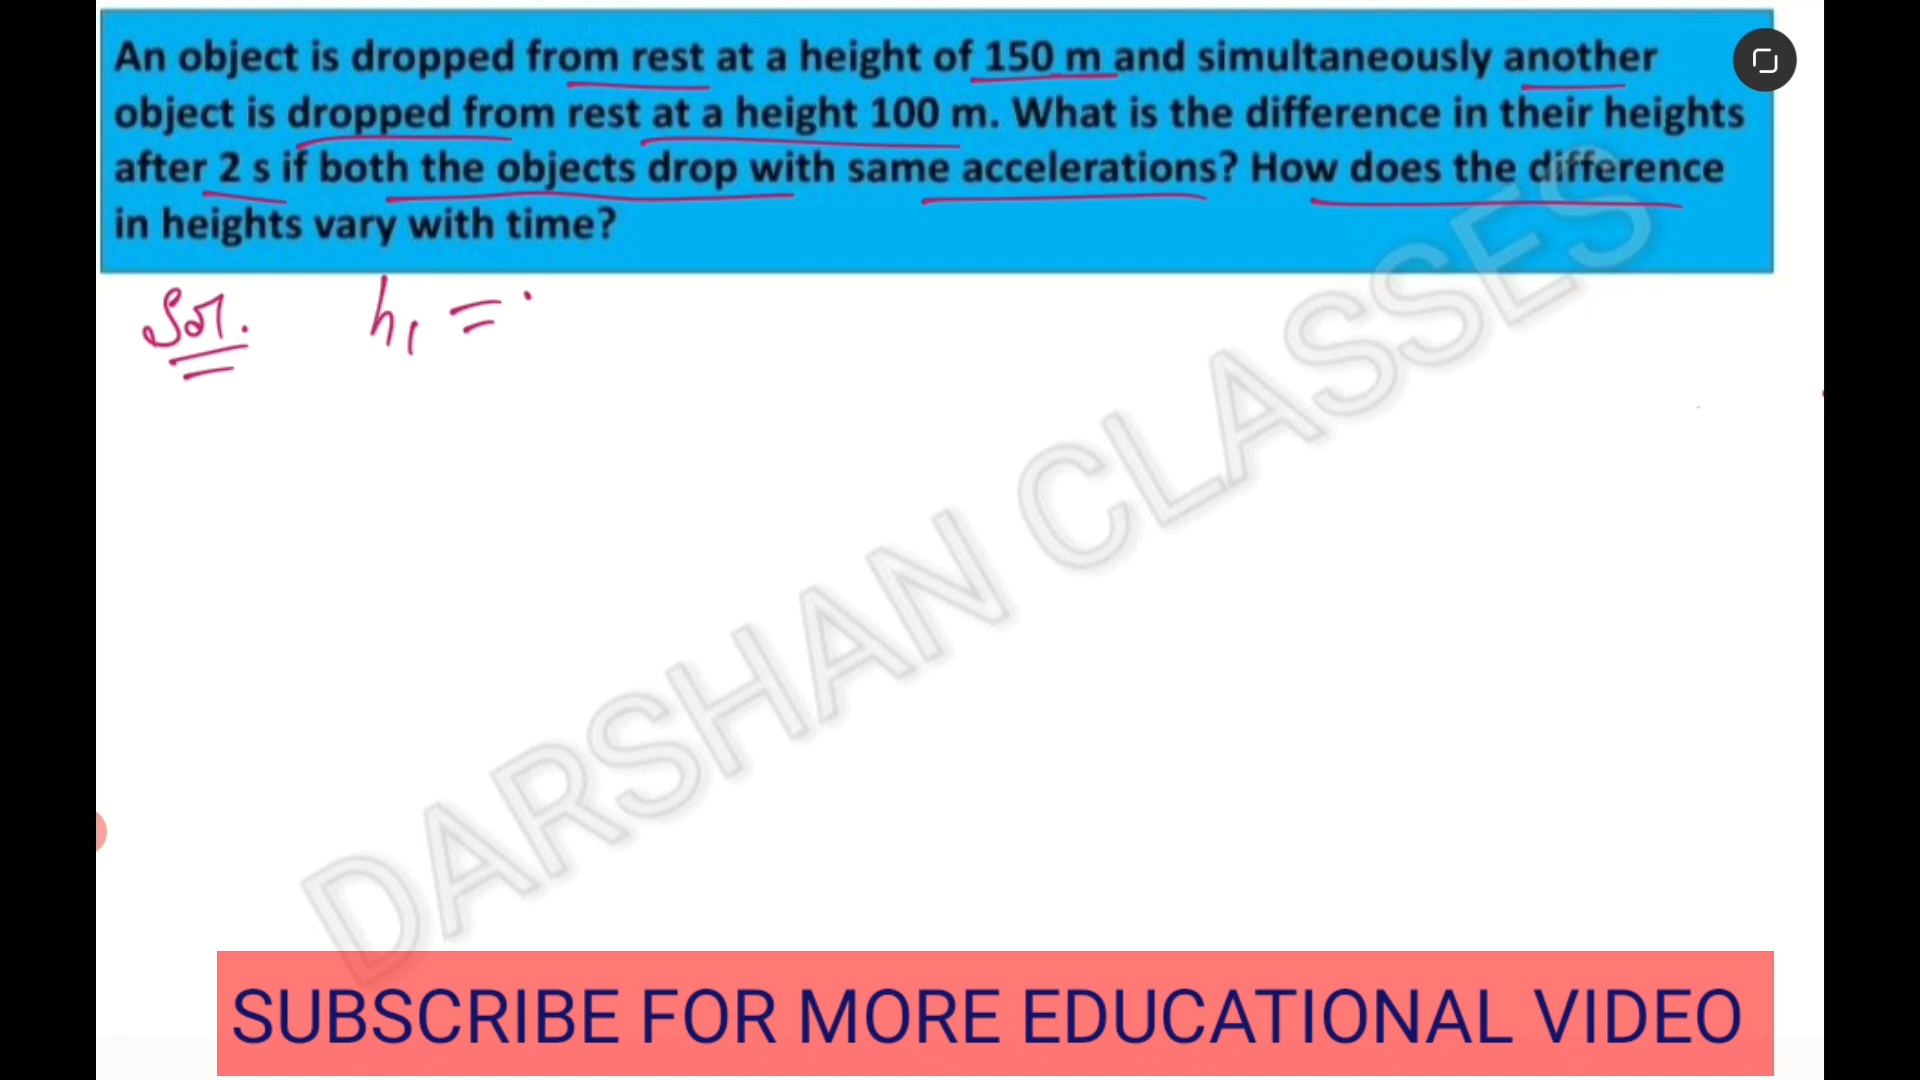 An object is dropped from rest at a height of 150 m and simultaneously another
object is dropped from rest at a height 100 m. What is the difference in their heights
after 2 s if both the objects drop with same accelerations? How does the difference
in heights vary with time?
Sol. h₁ =
DARSHAN CLASSES
SUBSCRIBE FOR MORE EDUCATIONAL VIDEO